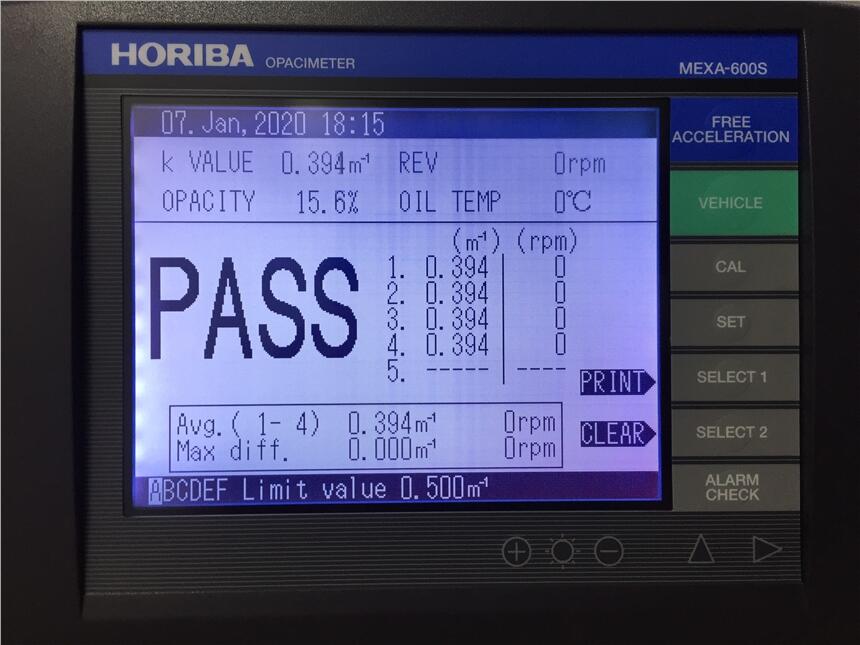 HORIBA OPACIMETER
MEXA-600S
07. Jan, 2020 18:15
k VALUE 0.394m⁻¹ REV 0rpm
OPACITY 15.6% OIL TEMP 0℃
(m⁻¹) (rpm)
1. 0.394 0
2. 0.394 0
3. 0.394 0
4. 0.394 0
5. ----- ----
PASS
PRINT
Avg.( 1- 4) 0.394m⁻¹ 0rpm
Max diff. 0.000m⁻¹ 0rpm
CLEAR
ABCDEF Limit value 0.500m⁻¹
FREE
ACCELERATION
VEHICLE
CAL
SET
SELECT 1
SELECT 2
ALARM
CHECK